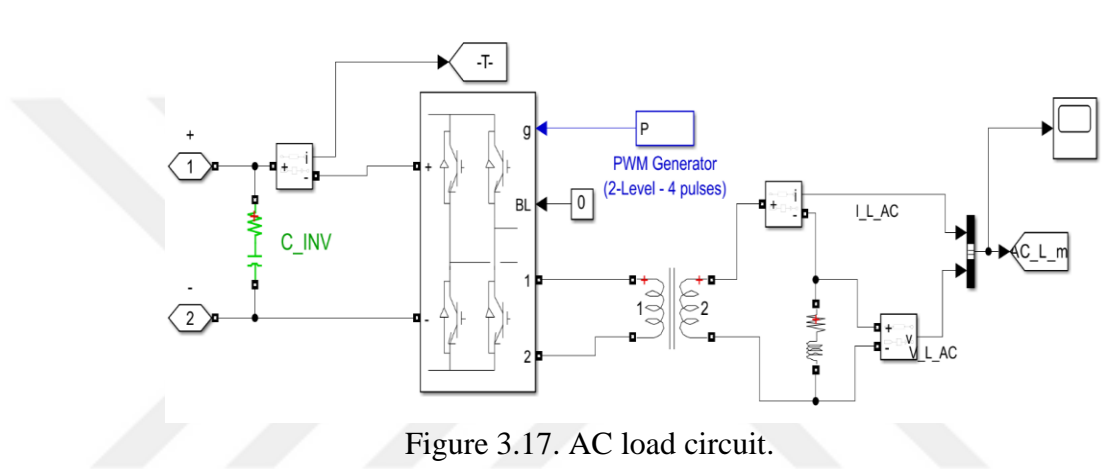 -T-
+
1
+
i
-
C_INV
-
2
+
-
g
BL
1
2
P
PWM Generator
(2-Level - 4 pulses)
0
1
+
+
2
+
i
-
I_L_AC
+
v
-
V_L_AC
AC_L_m
Figure 3.17. AC load circuit.